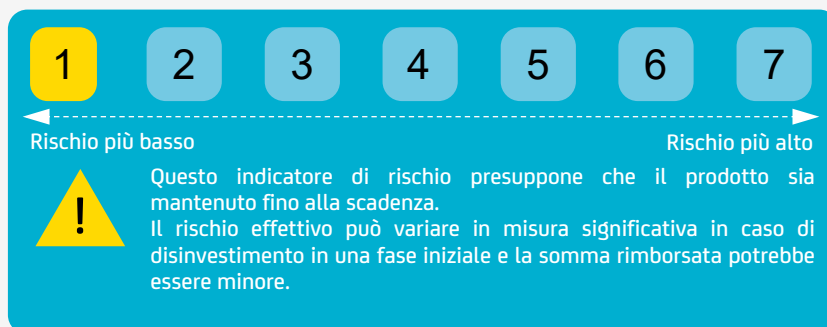 1 2 3 4 5 6 7
Rischio più basso Rischio più alto
!
Questo indicatore di rischio presuppone che il prodotto sia
mantenuto fino alla scadenza.
Il rischio effettivo può variare in misura significativa in caso di
disinvestimento in una fase iniziale e la somma rimborsata potrebbe
essere minore.